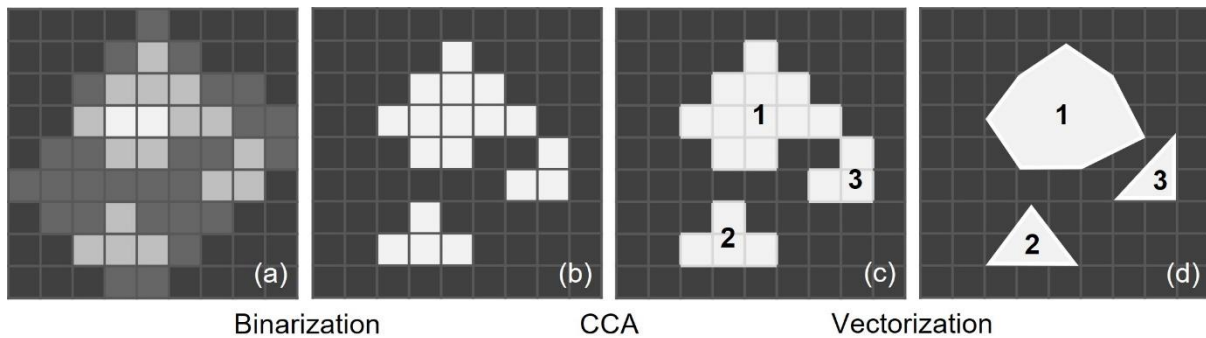 1
1
3
3
2
2
(a)
(b)
(c)
(d)
Binarization
CCA
Vectorization